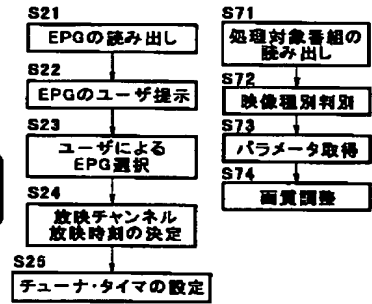 S21
EPGの読み出し
S22
EPGのユーザ提示
S23
ユーザによる
EPG選択
S24
放映チャンネル
放映時刻の決定
S25
チューナ・タイマの設定
S71
処理対象番組の
読み出し
S72
映像種別判別
S73
パラメータ取得
S74
画質調整